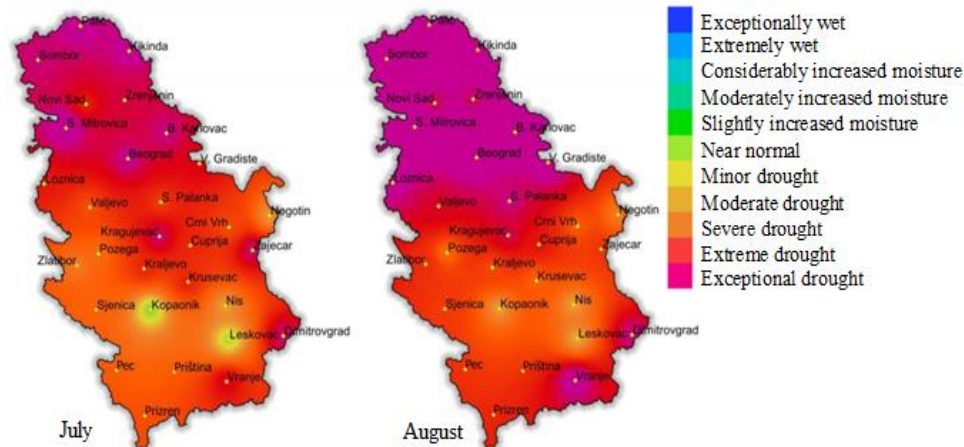 Palic
Sombor
Kikinda
Novi Sad
Zrenjanin
S. Mitrovica
B. Karlovac
Beograd
V. Gradiste
Loznica
S. Palanka
Valjevo
Negotin
Crni Vrh
Kragujevac
Cuprija
Zajecar
Pozega
Zlatibor
Kraljevo
Krusevac
Sjenica
Kopaonik
Nis
Leskovac
Dimitrovgrad
Pec
Priština
Vranje
Prizren
July
Palic
Sombor
Kikinda
Novi Sad
Zrenjanin
S. Mitrovica
B. Karlovac
Beograd
V. Gradiste
Loznica
S. Palanka
Valjevo
Negotin
Crni Vrh
Kragujevac
Cuprija
Zajecar
Pozega
Zlatibor
Kraljevo
Krusevac
Sjenica
Kopaonik
Nis
Leskovac
Dimitrovgrad
Pec
Priština
Vranje
Prizren
August
Exceptionally wet
Extremely wet
Considerably increased moisture
Moderately increased moisture
Slightly increased moisture
Near normal
Minor drought
Moderate drought
Severe drought
Extreme drought
Exceptional drought